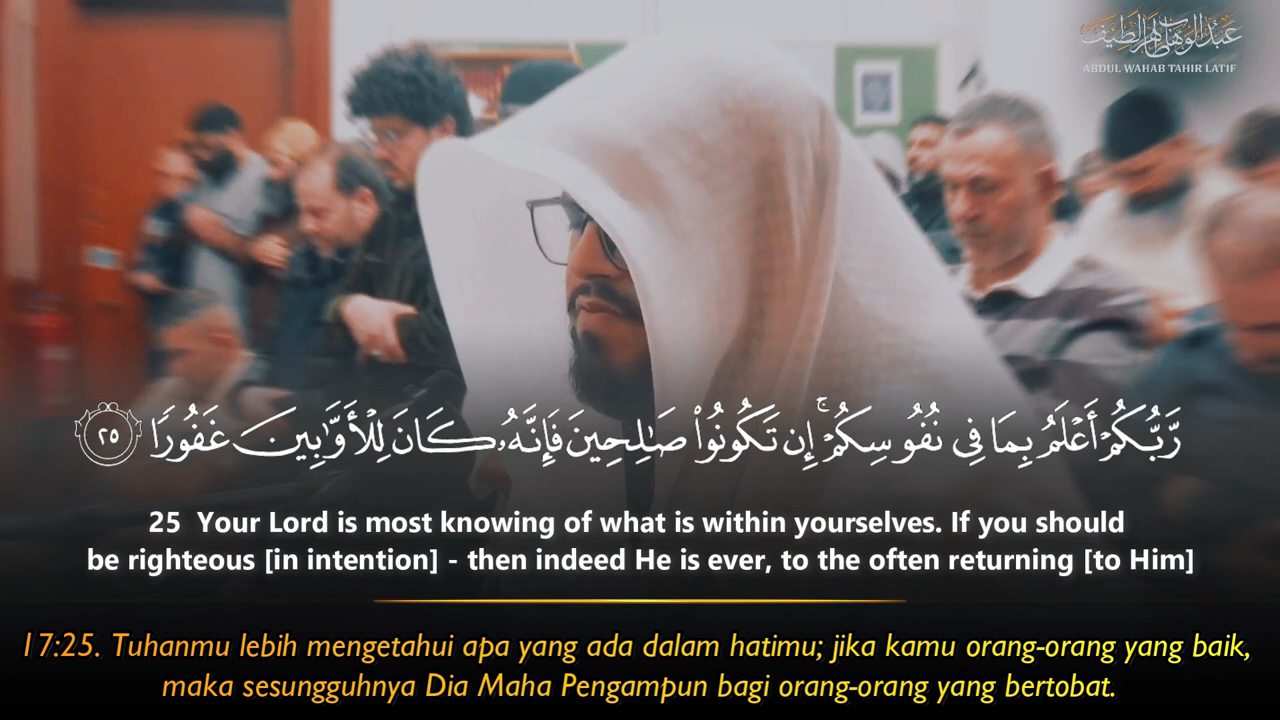 عبد الوهاب طاهر لطيف
ABDUL WAHAB TAHIR LATIF
رَّبُّكُمْ أَعْلَمُ بِمَا فِي نُفُوسِكُمْ ۚ إِن تَكُونُوا۟ صَـٰلِحِينَ فَإِنَّهُۥ كَانَ لِلْأَوَّٰبِينَ غَفُورًا ٢٥
25 Your Lord is most knowing of what is within yourselves. If you should
be righteous [in intention] - then indeed He is ever, to the often returning [to Him]
17:25. Tuhanmu lebih mengetahui apa yang ada dalam hatimu; jika kamu orang-orang yang baik,
maka sesungguhnya Dia Maha Pengampun bagi orang-orang yang bertobat.